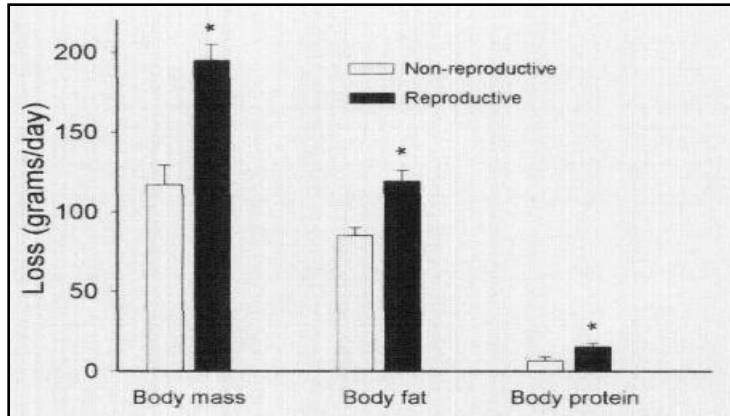 Loss (grams/day)
200
150
100
50
0
Non-reproductive
Reproductive
*
*
*
Body mass
Body fat
Body protein